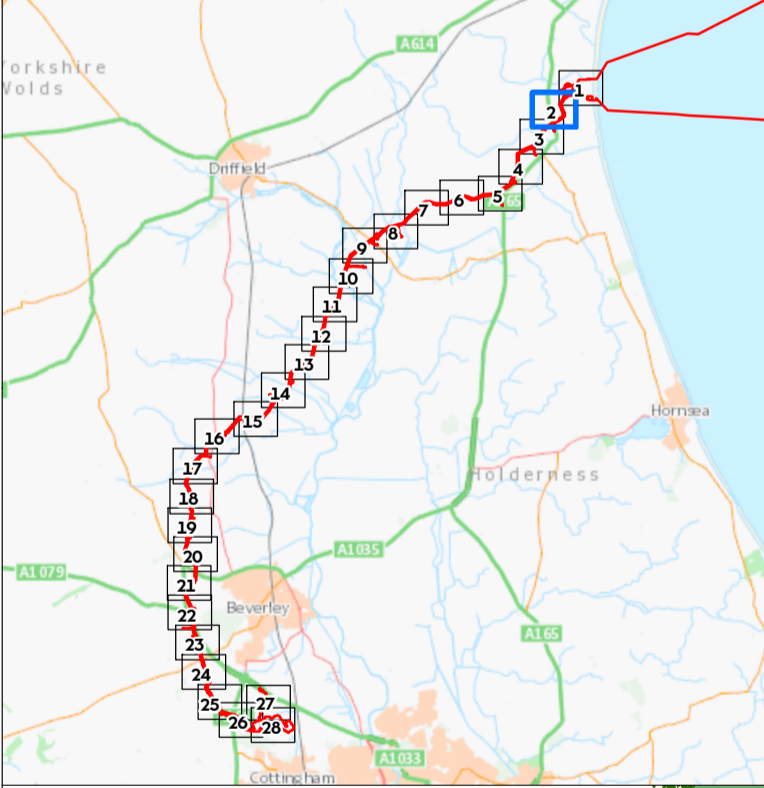 A614
Yorkshire
Wolds
1
2
3
Driffield
4
5
A165
6
7
8
9
10
11
12
13
14
15
Hornsea
16
17
Holderness
18
19
A1035
20
A1079
21
Beverley
22
A165
23
24
25
27
26
28
A1033
Cottingham